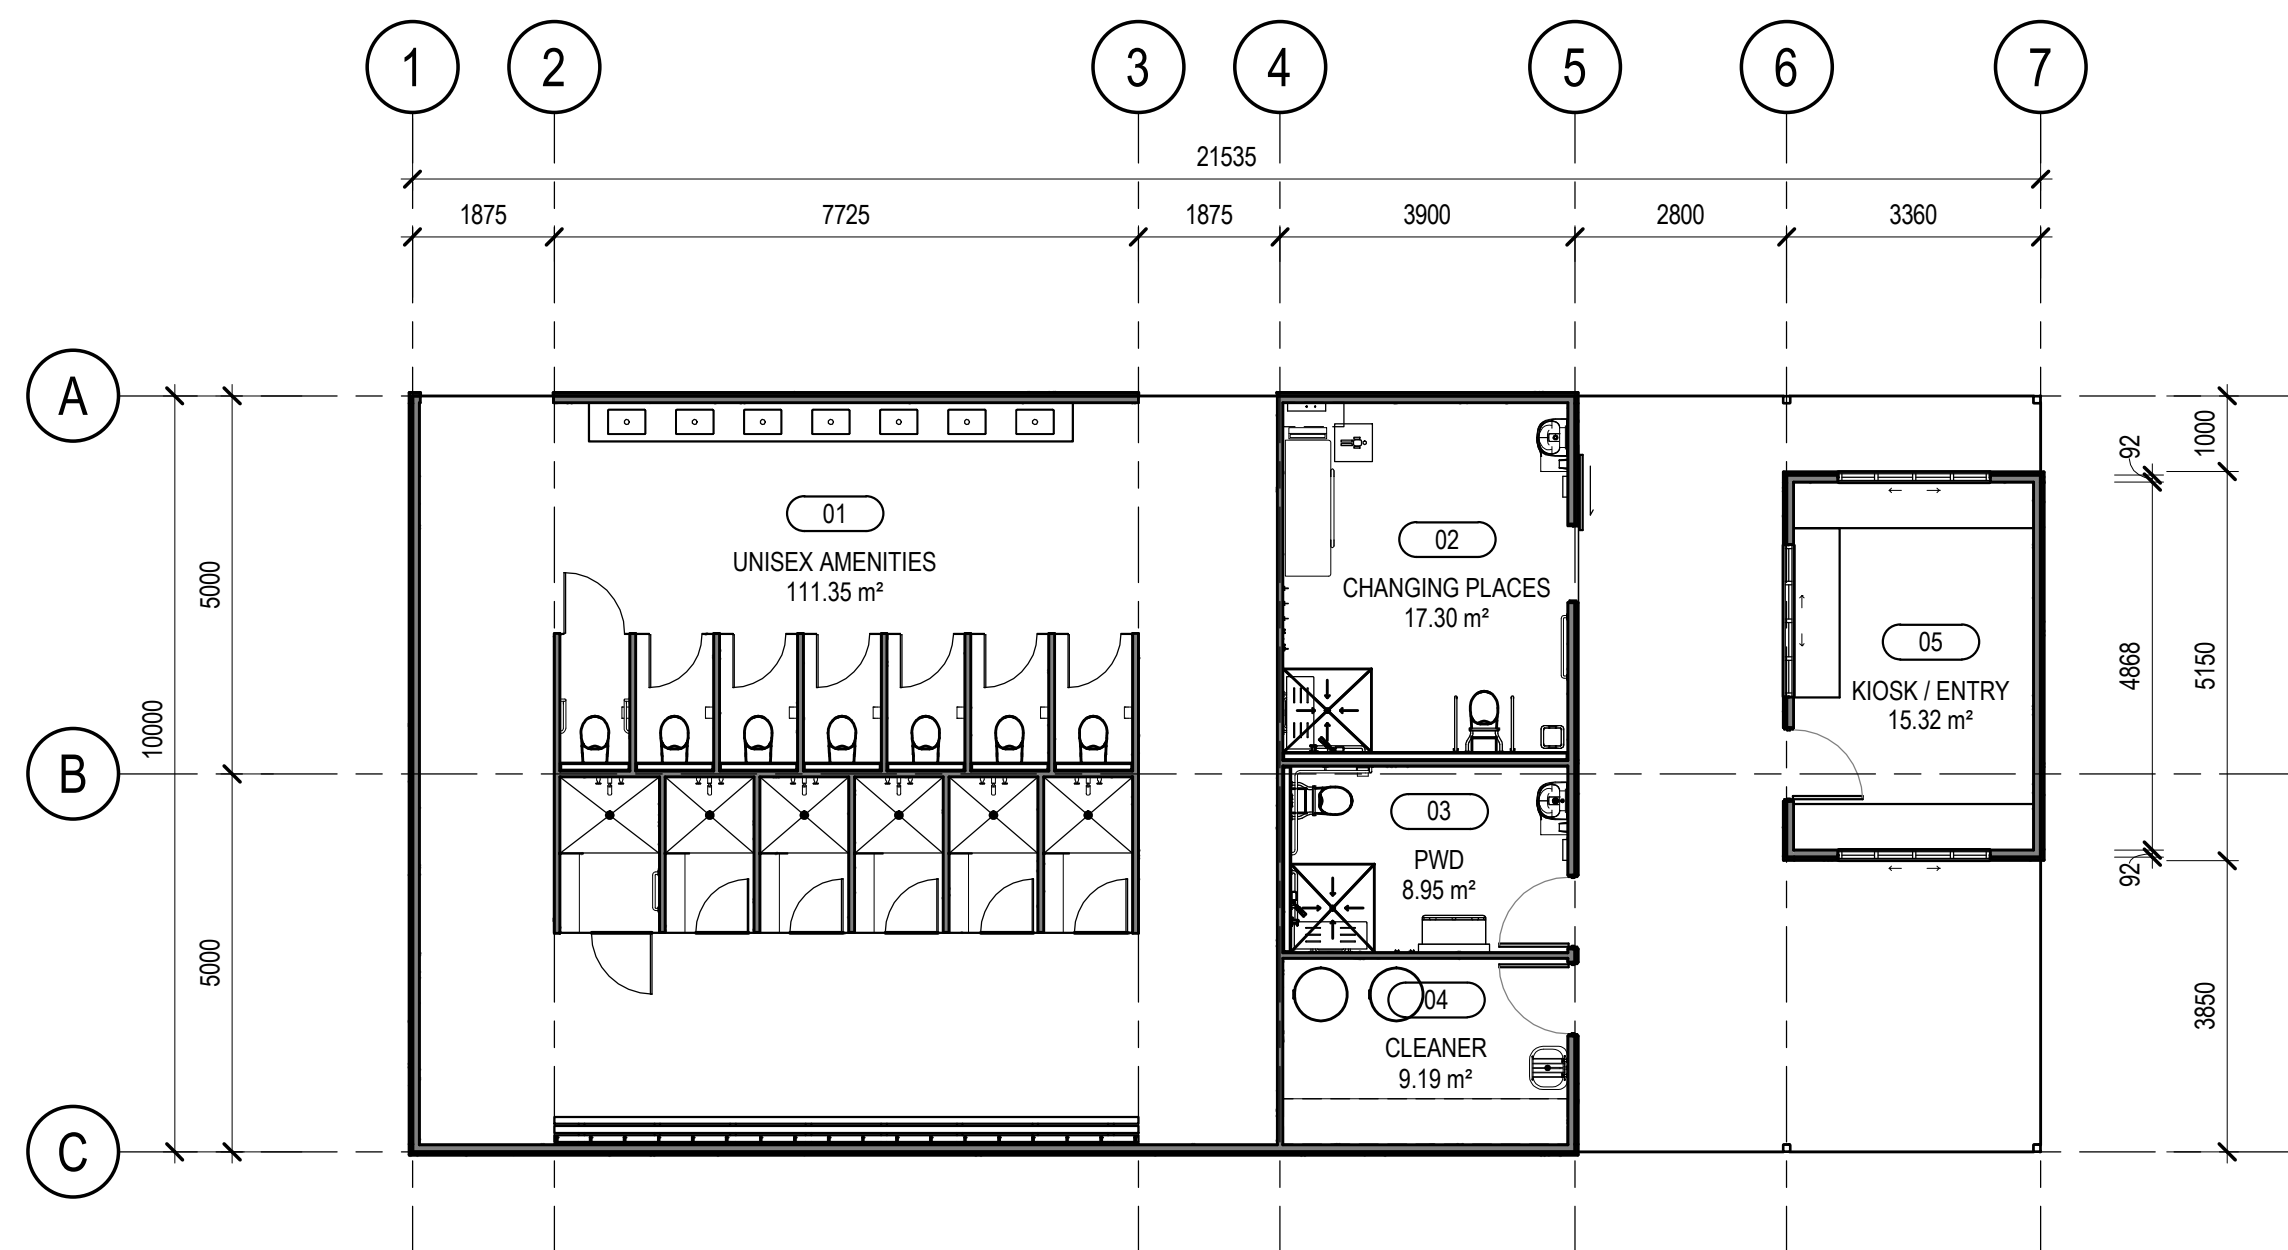 1 2 3 4 5 6 7
21535
1875 7725 1875 3900 2800 3360
A
B
C
10000
5000
5000
01
UNISEX AMENITIES
111.35 m²
02
CHANGING PLACES
17.30 m²
03
PWD
8.95 m²
04
CLEANER
9.19 m²
05
KIOSK / ENTRY
15.32 m²
92
4868
92
1000
5150
3850